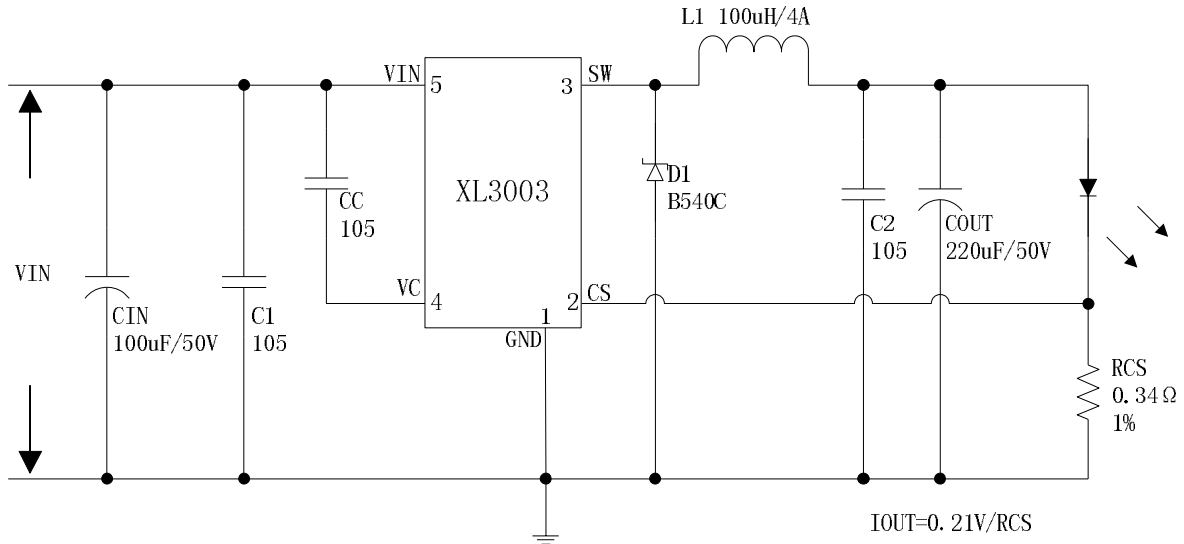 L1 100uH/4A
VIN
5
3
SW
XL3003
CC
105
D1
B540C
C2
105
COUT
220uF/50V
VIN
VC
4
2
CS
1
GND
CIN
100uF/50V
C1
105
RCS
0.34Ω
1%
IOUT=0.21V/RCS